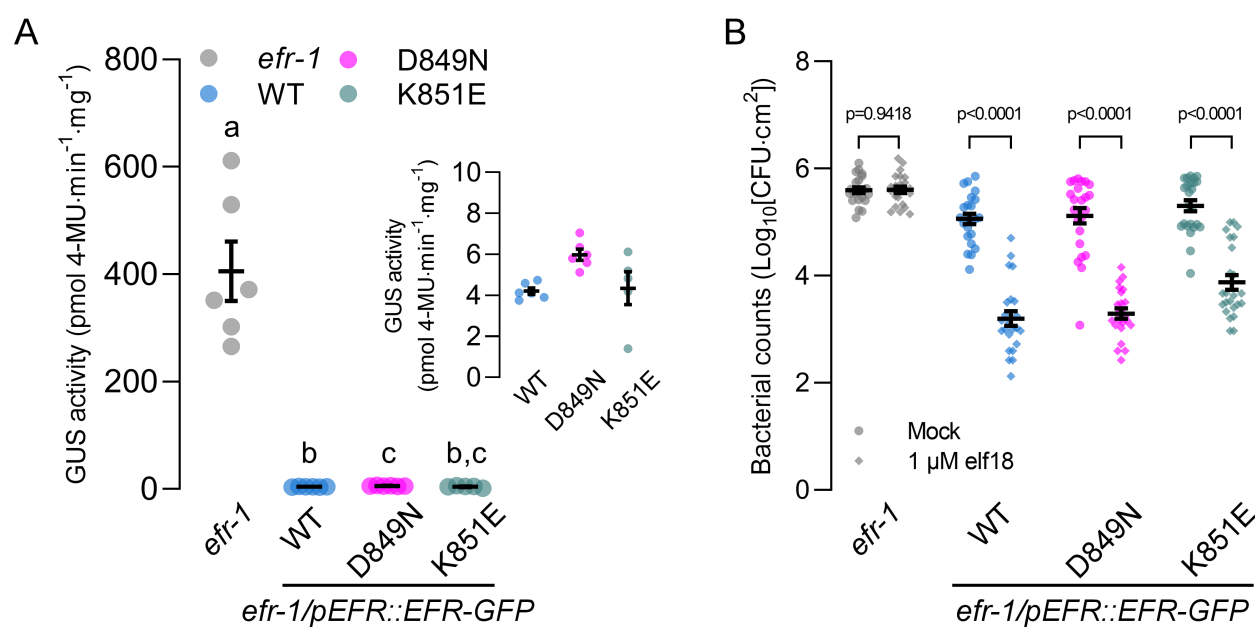 A
GUS activity (pmol 4-MU·min⁻¹·mg⁻¹)
800
600
400
200
0
efr-1
WT
D849N
K851E
a
b
c
b,c
GUS activity
(pmol 4-MU·min⁻¹·mg⁻¹)
10
8
6
4
2
0
WT
D849N
K851E
efr-1
WT
D849N
K851E
efr-1/pEFR::EFR-GFP
B
Bacterial counts (Log₁₀[CFU·cm²])
8
6
4
2
0
p=0.9418
p<0.0001
p<0.0001
p<0.0001
Mock
1 µM elf18
efr-1
WT
D849N
K851E
efr-1/pEFR::EFR-GFP